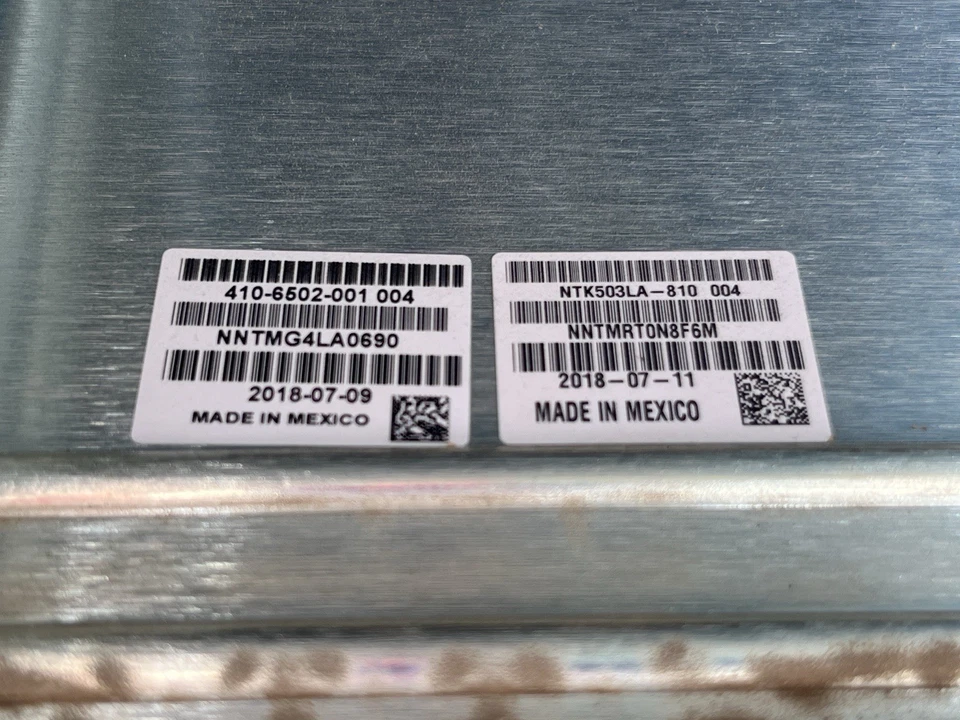 410-6502-001 004
NNTMG4LA0690
2018-07-09
MADE IN MEXICO
NTK503LA-810 004
NNTMRT0N8F6M
2018-07-11
MADE IN MEXICO